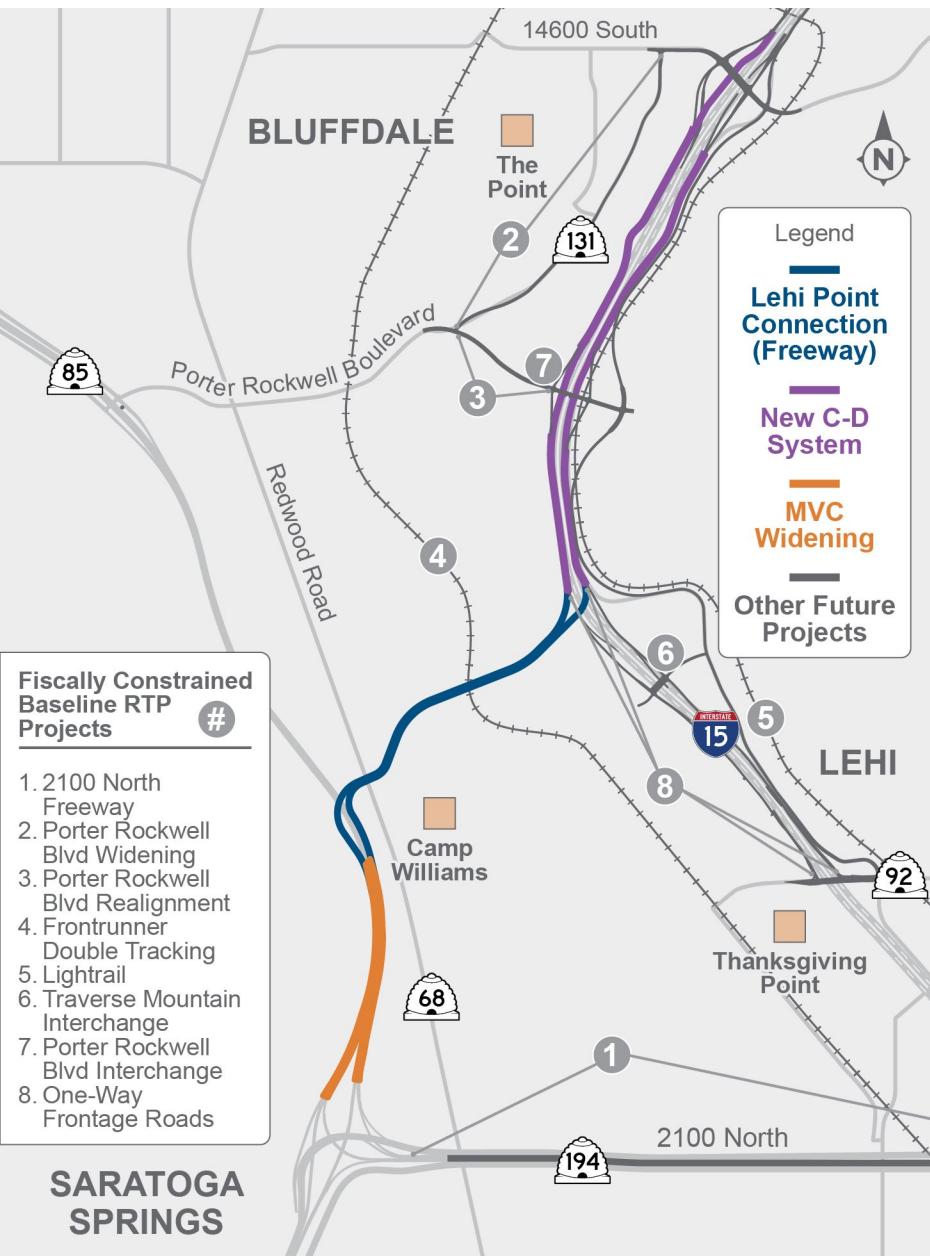 14600 South
BLUFFDALE
The
Point
N
2
131
Legend
Lehi Point
Connection
(Freeway)
New C-D
System
MVC
Widening
Other Future
Projects
85
Porter Rockwell Boulevard
7
3
Redwood Road
4
6
5
INTERSTATE
15
LEHI
8
Fiscally Constrained
Baseline RTP
Projects #
1. 2100 North
Freeway
2. Porter Rockwell
Blvd Widening
3. Porter Rockwell
Blvd Realignment
4. Frontrunner
Double Tracking
5. Lightrail
6. Traverse Mountain
Interchange
7. Porter Rockwell
Blvd Interchange
8. One-Way
Frontage Roads
Camp
Williams
92
Thanksgiving
Point
68
1
2100 North
194
SARATOGA
SPRINGS